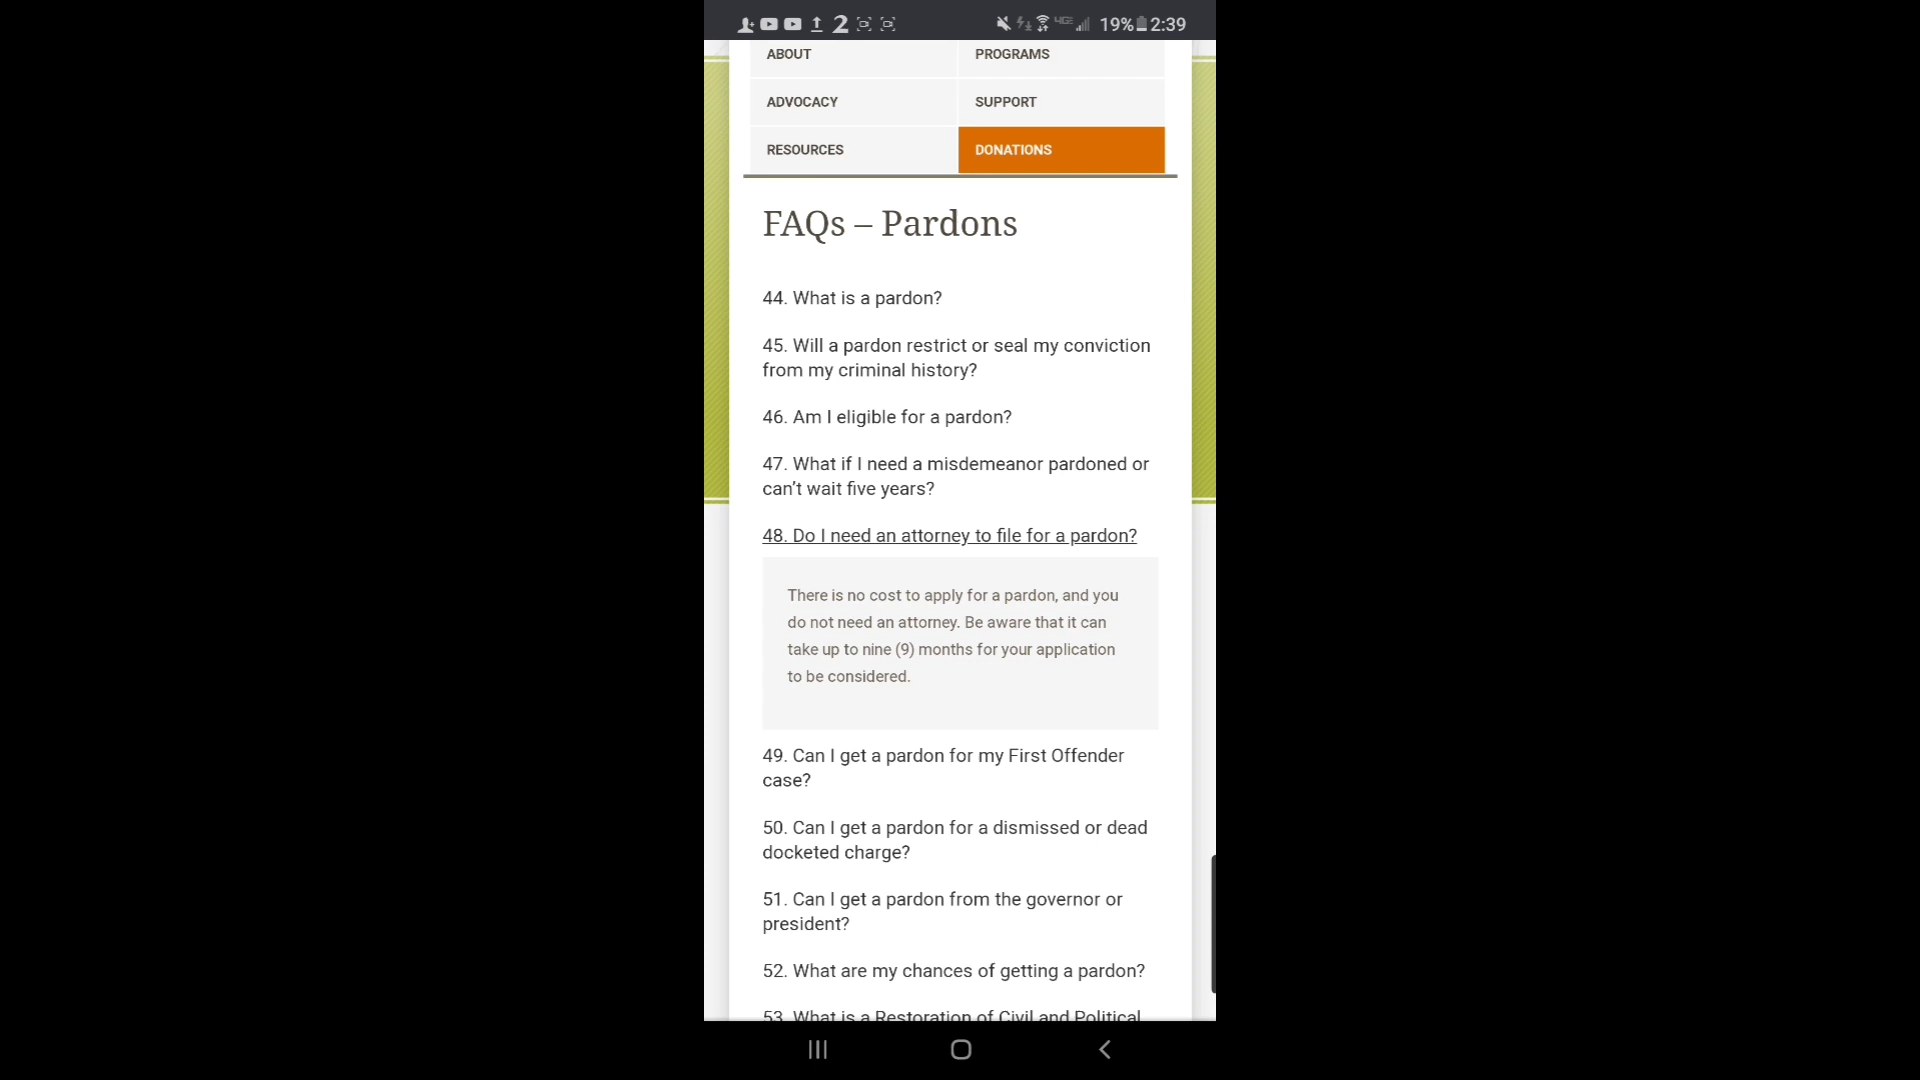 2 19% 2:39
ABOUT PROGRAMS
ADVOCACY SUPPORT
RESOURCES DONATIONS
FAQs – Pardons
44. What is a pardon?
45. Will a pardon restrict or seal my conviction
from my criminal history?
46. Am I eligible for a pardon?
47. What if I need a misdemeanor pardoned or
can’t wait five years?
48. Do I need an attorney to file for a pardon?
There is no cost to apply for a pardon, and you
do not need an attorney. Be aware that it can
take up to nine (9) months for your application
to be considered.
49. Can I get a pardon for my First Offender
case?
50. Can I get a pardon for a dismissed or dead
docketed charge?
51. Can I get a pardon from the governor or
president?
52. What are my chances of getting a pardon?
53. What is a Restoration of Civil and Political